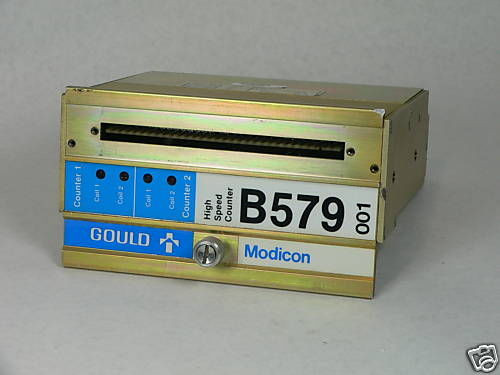 Counter 1
Coil 1
Coil 2
Coil 1
Coil 2
Counter 2
High
Speed
Counter
B579
001
GOULD
Modicon